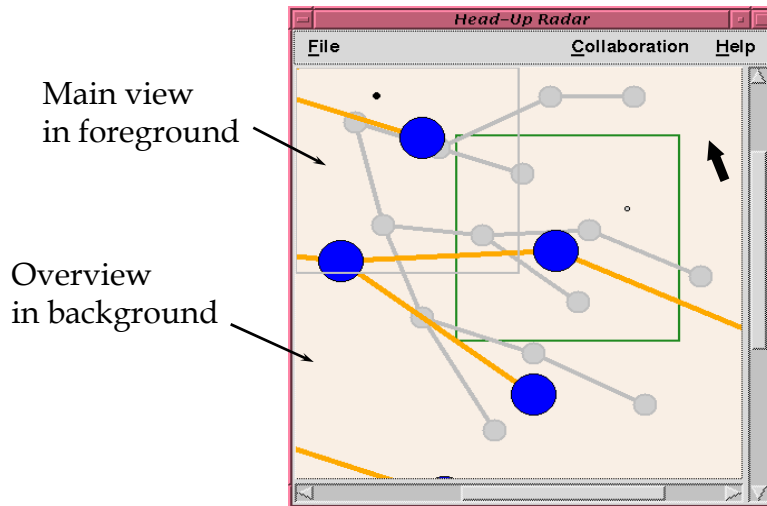 Head-Up Radar
File Collaboration Help
Main view
in foreground
Overview
in background